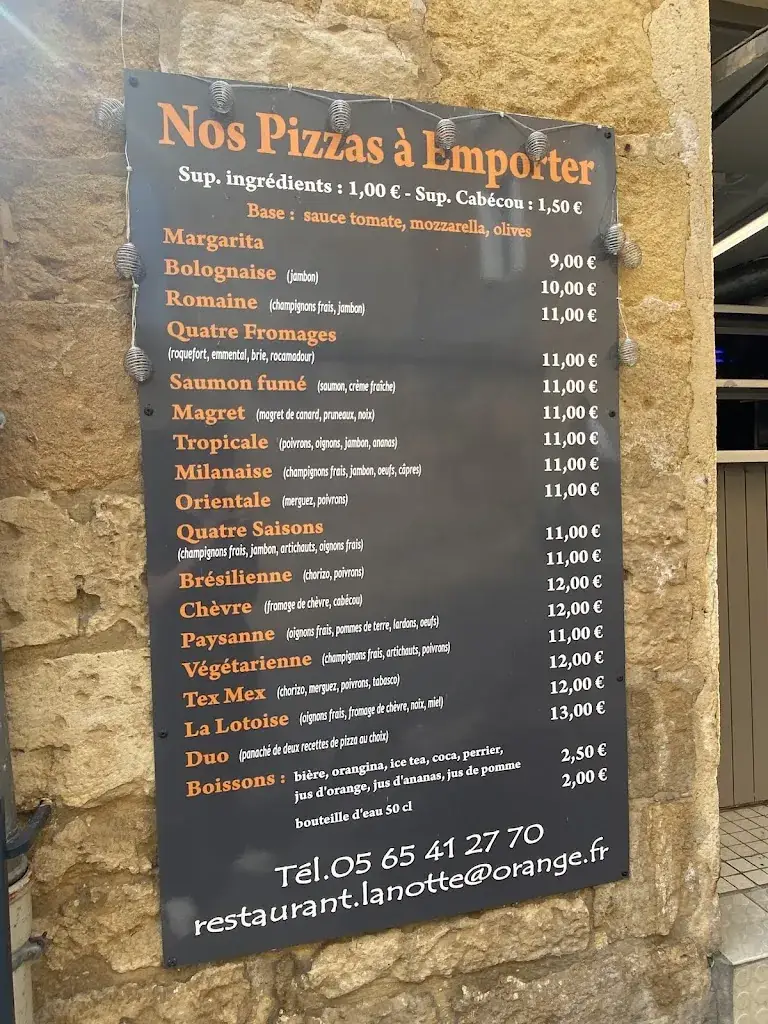 Nos Pizzas à Emporter
Sup. ingrédients : 1,00 € - Sup. Cabécou : 1,50 €
Base : sauce tomate, mozzarella, olives
Margarita 9,00 €
Bolognaise (jambon) 10,00 €
Romaine (champignons frais, jambon) 11,00 €
Quatre Fromages
(roquefort, emmental, brie, rocamadour) 11,00 €
Saumon fumé (saumon, crème fraîche) 11,00 €
Magret (magret de canard, pruneaux, noix) 11,00 €
Tropicale (poivrons, oignons, jambon, ananas) 11,00 €
Milanaise (champignons frais, jambon, oeufs, câpres) 11,00 €
Orientale (merguez, poivrons) 11,00 €
Quatre Saisons
(champignons frais, jambon, artichauts, oignons frais) 11,00 €
Brésilienne (chorizo, poivrons) 11,00 €
Chèvre (fromage de chèvre, cabécou) 12,00 €
Paysanne (oignons frais, pommes de terre, lardons, oeufs) 12,00 €
Végétarienne (champignons frais, artichauts, poivrons) 11,00 €
Tex Mex (chorizo, merguez, poivrons, tabasco) 12,00 €
La Lotoise (oignons frais, fromage de chèvre, noix, miel) 12,00 €
Duo (panaché de deux recettes de pizza au choix) 13,00 €
Boissons : bière, orangina, ice tea, coca, perrier,
jus d'orange, jus d'ananas, jus de pomme 2,50 €
bouteille d'eau 50 cl 2,00 €
Tél.05 65 41 27 70
restaurant.lanotte@orange.fr